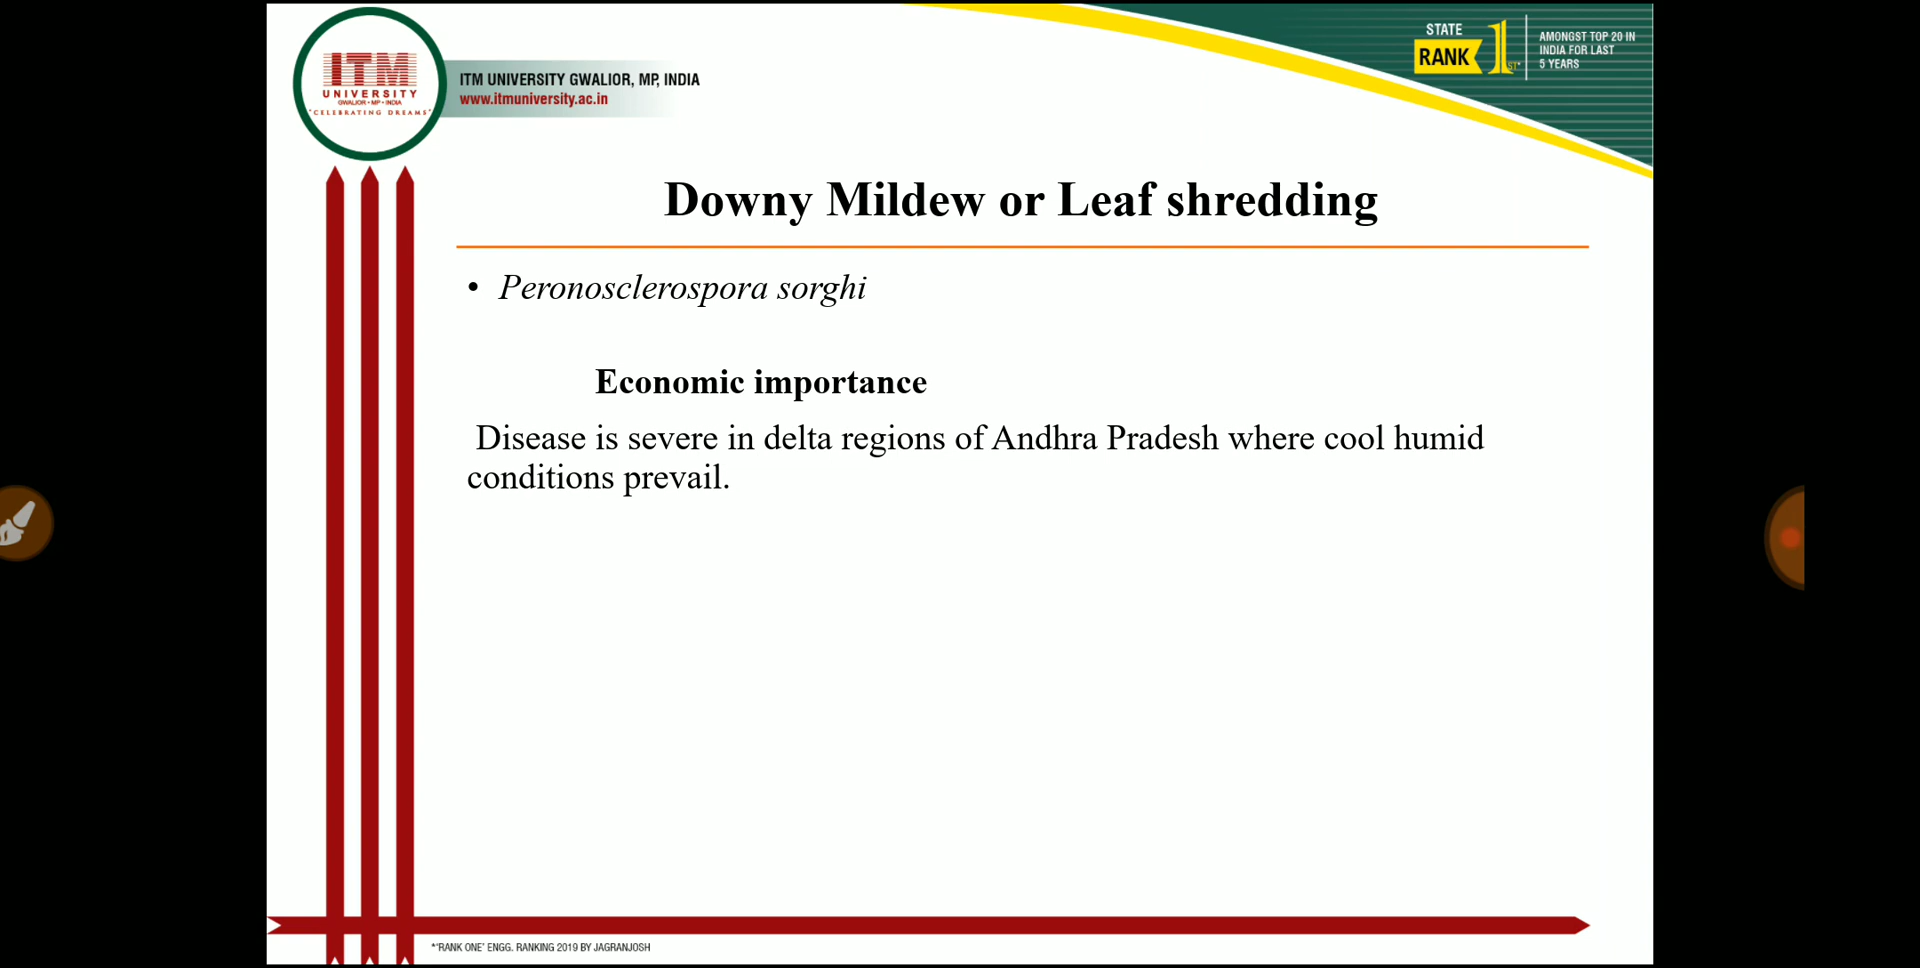 ITM
UNIVERSITY
GWALIOR • MP • INDIA
"CELEBRATING DREAMS"
ITM UNIVERSITY GWALIOR, MP, INDIA
www.itmuniversity.ac.in
STATE
RANK 1ST*
AMONGST TOP 20 IN
INDIA FOR LAST
5 YEARS
Downy Mildew or Leaf shredding
• Peronosclerospora sorghi
Economic importance
Disease is severe in delta regions of Andhra Pradesh where cool humid
conditions prevail.
*"RANK ONE" ENGG. RANKING 2019 BY JAGRANJOSH